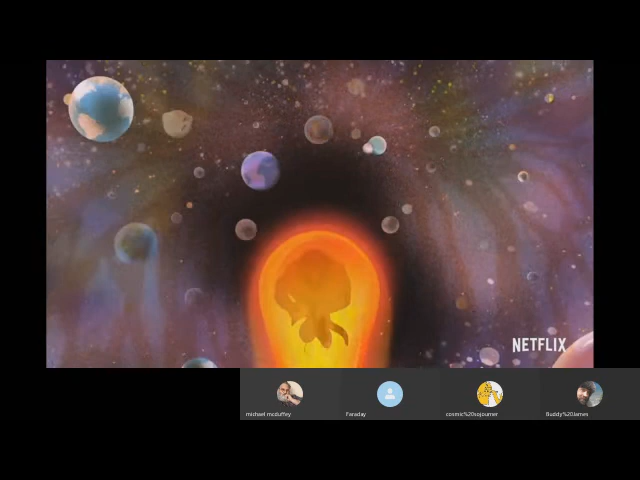 NETFLIX
michael mcduffey
Faraday
cosmic%20sojourner
Buddy%20James